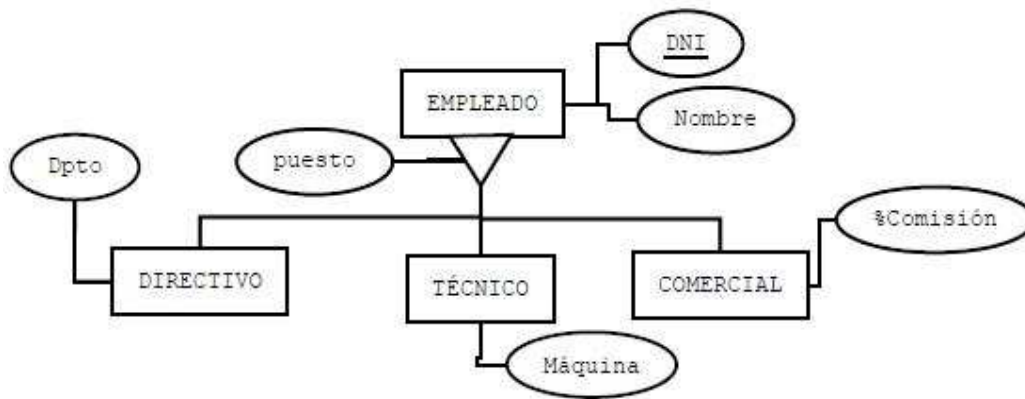 DNI
EMPLEADO
Nombre
puesto
Dpto
%Comisión
DIRECTIVO
TÉCNICO
COMERCIAL
Máquina